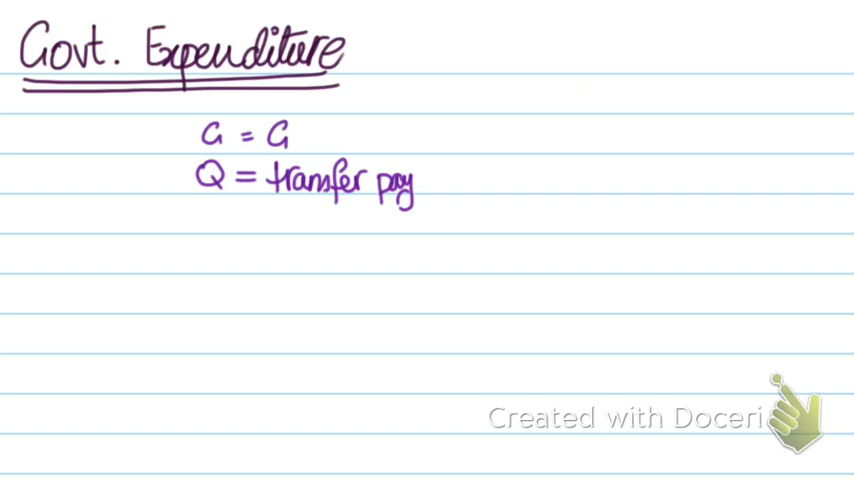 Govt. Expenditure
G = G
Q = transfer pay
Created with Doceri